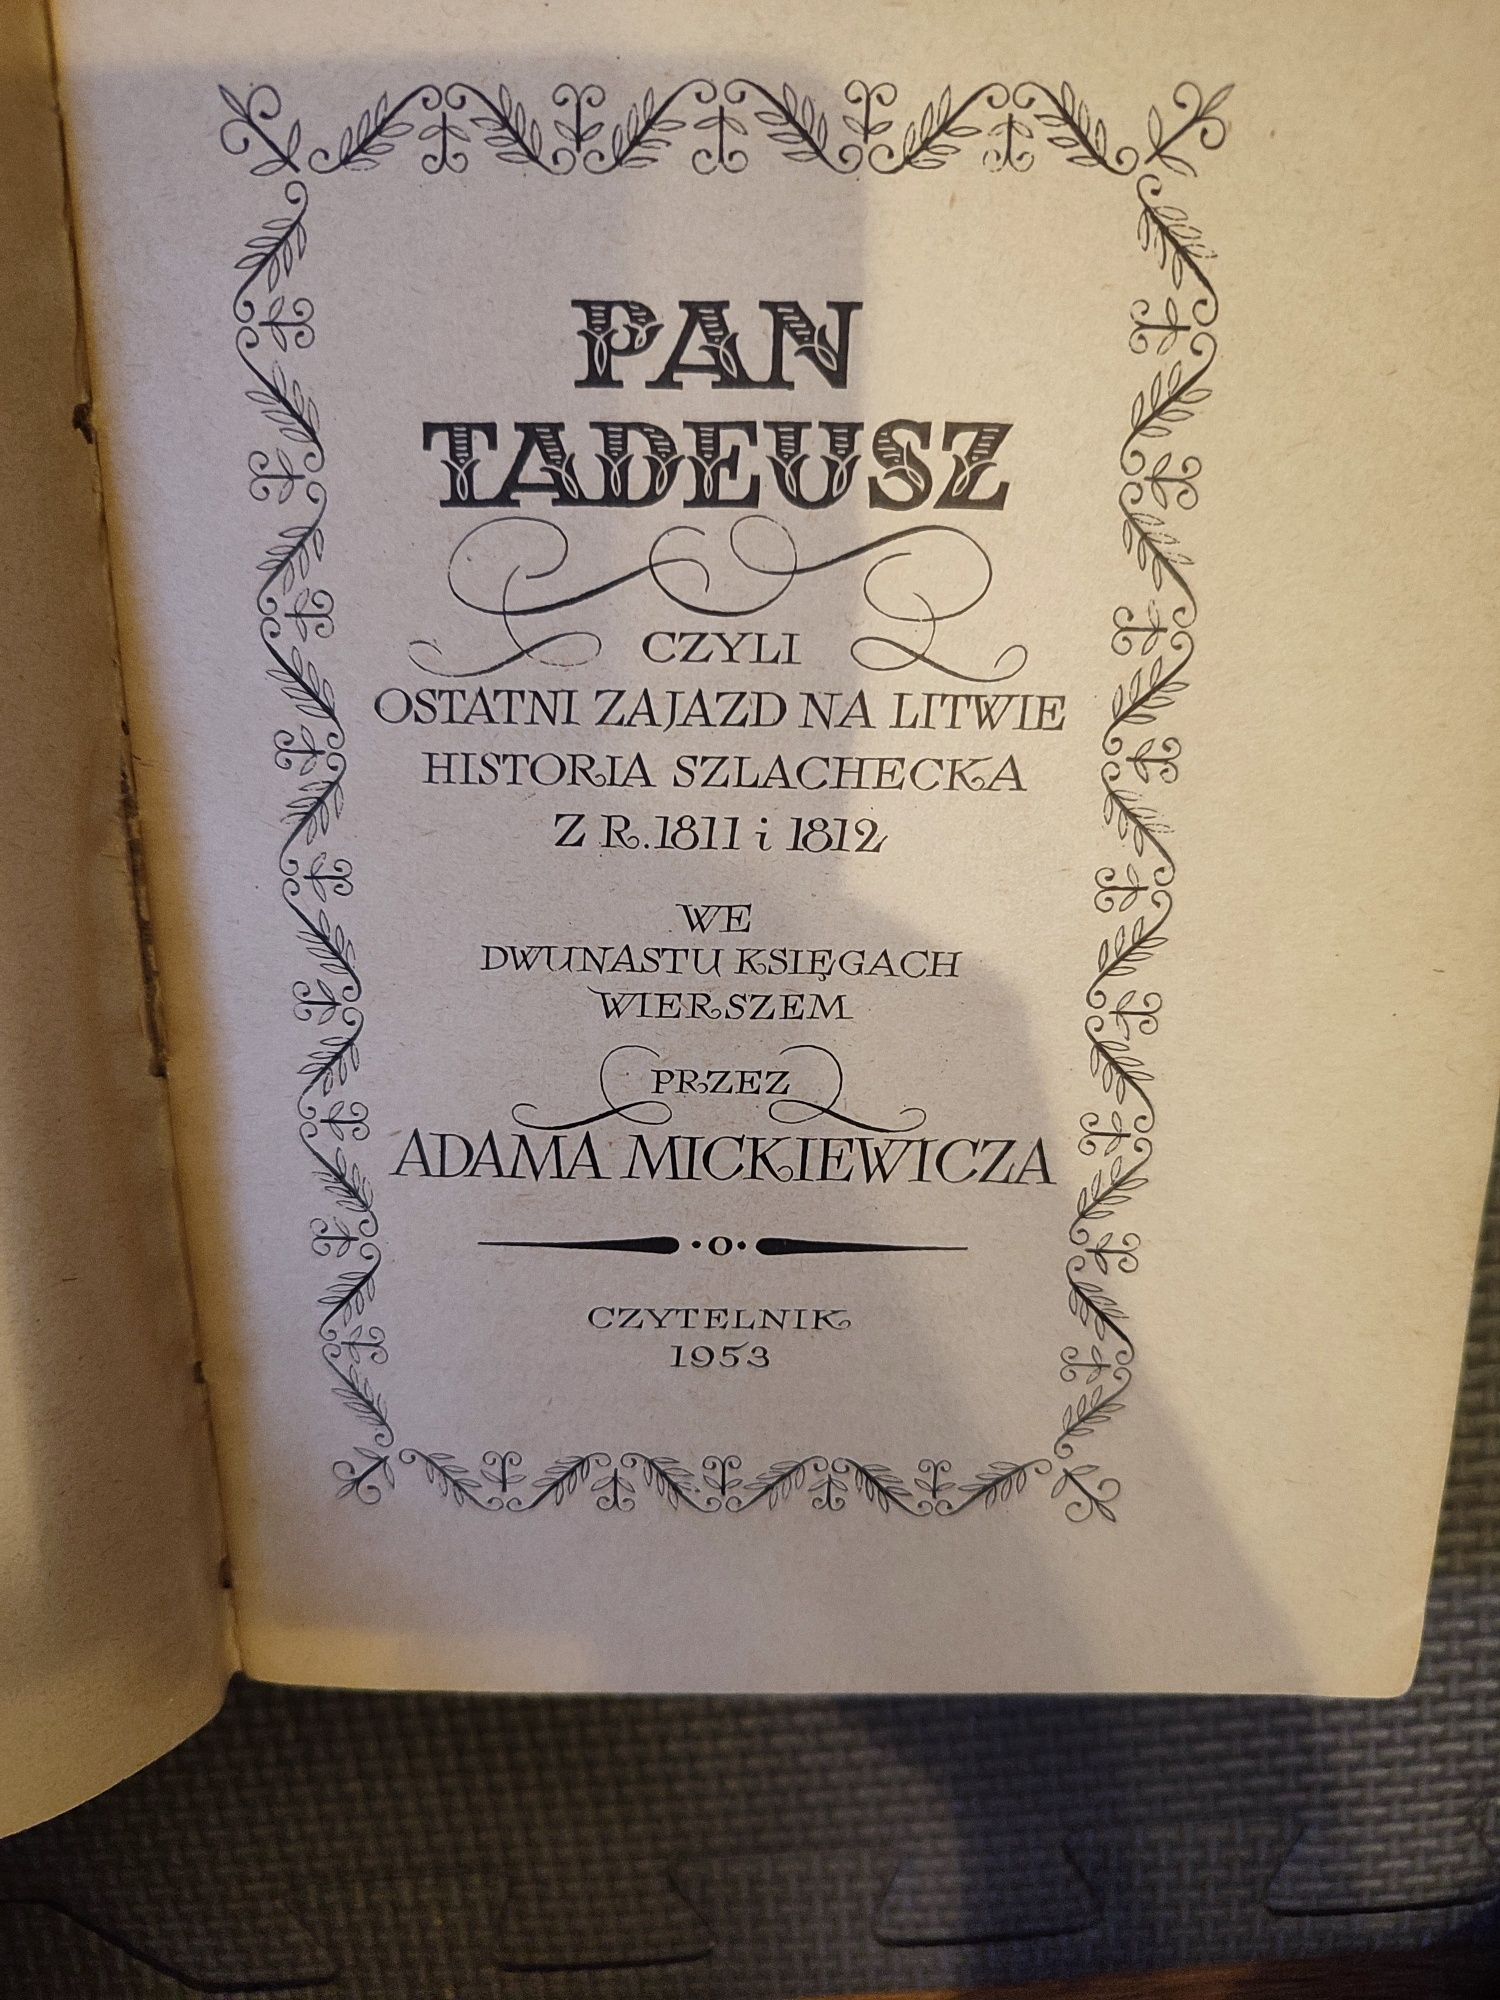 PAN
TADEUSZ
CZYLI
OSTATNI ZAJAZD NA LITWIE
HISTORIA SZLACHECKA
Z R. 1811 i 1812
WE
DWUNASTU KSIĘGACH
WIERSZEM
PRZEZ
ADAMA MICKIEWICZA
CZYTELNIK
1953